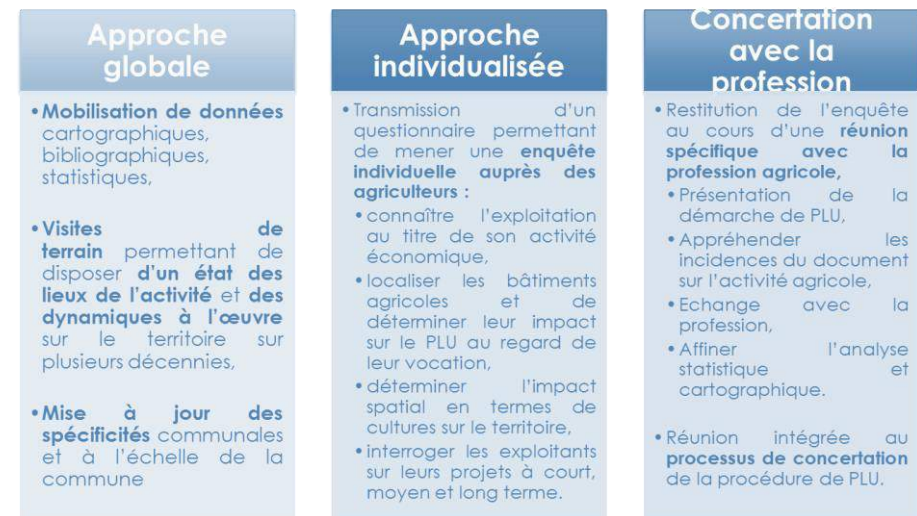 Approche
globale
•Mobilisation de données
cartographiques,
bibliographiques,
statistiques,
•Visites de
terrain permettant de
disposer d'un état des
lieux de l'activité et des
dynamiques à l'œuvre
sur le territoire sur
plusieurs décennies,
•Mise à jour des
spécificités communales
et à l'échelle de la
commune
Approche
individualisée
•Transmission d'un
questionnaire permettant
de mener une enquête
individuelle auprès des
agriculteurs :
•connaître l'exploitation
au titre de son activité
économique,
•localiser les bâtiments
agricoles et de
déterminer leur impact
sur le PLU au regard de
leur vocation,
•déterminer l'impact
spatial en termes de
cultures sur le territoire,
•interroger les exploitants
sur leurs projets à court,
moyen et long terme.
Concertation
avec la
profession
•Restitution de l'enquête
au cours d'une réunion
spécifique avec la
profession agricole,
•Présentation de la
démarche de PLU,
•Appréhender les
incidences du document
sur l'activité agricole,
•Echange avec la
profession,
•Affiner l'analyse
statistique et
cartographique.
•Réunion intégrée au
processus de concertation
de la procédure de PLU.